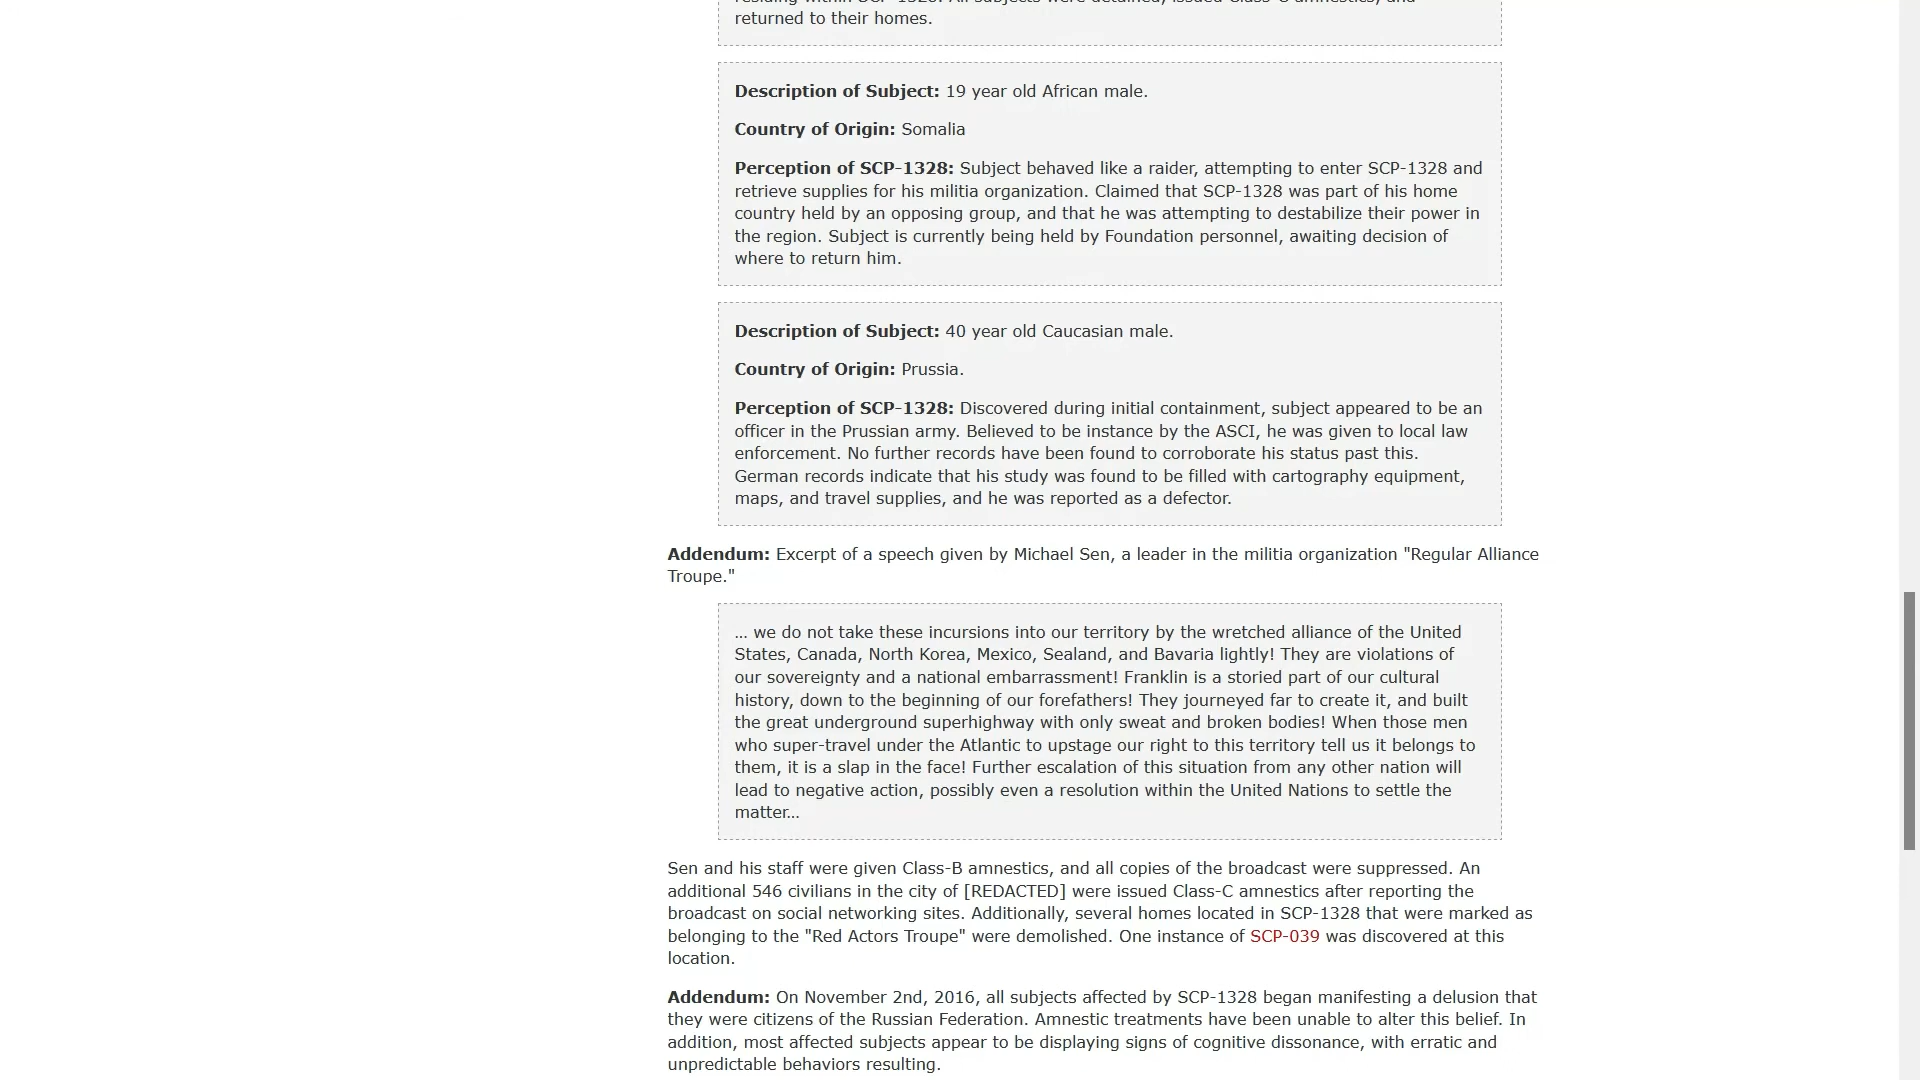 returned to their homes.
Description of Subject: 19 year old African male.
Country of Origin: Somalia
Perception of SCP-1328: Subject behaved like a raider, attempting to enter SCP-1328 and
retrieve supplies for his militia organization. Claimed that SCP-1328 was part of his home
country held by an opposing group, and that he was attempting to destabilize their power in
the region. Subject is currently being held by Foundation personnel, awaiting decision of
where to return him.
Description of Subject: 40 year old Caucasian male.
Country of Origin: Prussia.
Perception of SCP-1328: Discovered during initial containment, subject appeared to be an
officer in the Prussian army. Believed to be instance by the ASCI, he was given to local law
enforcement. No further records have been found to corroborate his status past this.
German records indicate that his study was found to be filled with cartography equipment,
maps, and travel supplies, and he was reported as a defector.
Addendum: Excerpt of a speech given by Michael Sen, a leader in the militia organization "Regular Alliance
Troupe."
… we do not take these incursions into our territory by the wretched alliance of the United
States, Canada, North Korea, Mexico, Sealand, and Bavaria lightly! They are violations of
our sovereignty and a national embarrassment! Franklin is a storied part of our cultural
history, down to the beginning of our forefathers! They journeyed far to create it, and built
the great underground superhighway with only sweat and broken bodies! When those men
who super-travel under the Atlantic to upstage our right to this territory tell us it belongs to
them, it is a slap in the face! Further escalation of this situation from any other nation will
lead to negative action, possibly even a resolution within the United Nations to settle the
matter…
Sen and his staff were given Class-B amnestics, and all copies of the broadcast were suppressed. An
additional 546 civilians in the city of [REDACTED] were issued Class-C amnestics after reporting the
broadcast on social networking sites. Additionally, several homes located in SCP-1328 that were marked as
belonging to the "Red Actors Troupe" were demolished. One instance of SCP-039 was discovered at this
location.
Addendum: On November 2nd, 2016, all subjects affected by SCP-1328 began manifesting a delusion that
they were citizens of the Russian Federation. Amnestic treatments have been unable to alter this belief. In
addition, most affected subjects appear to be displaying signs of cognitive dissonance, with erratic and
unpredictable behaviors resulting.